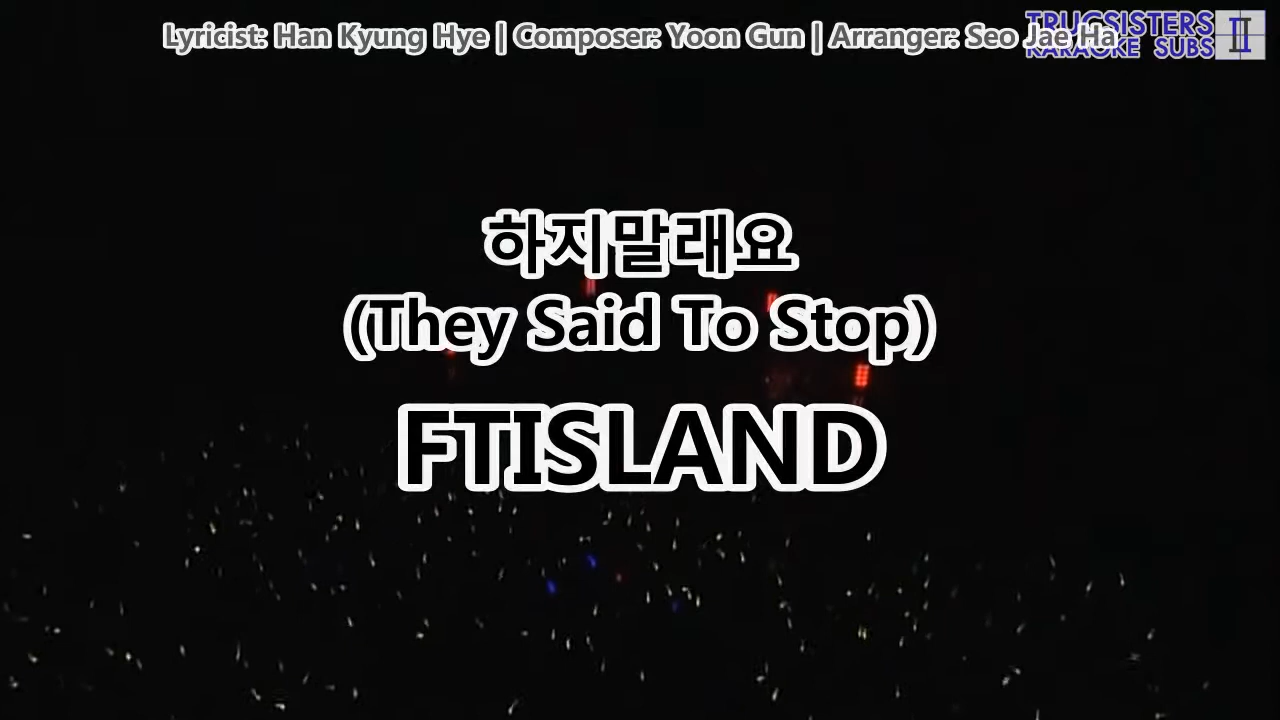 Lyricist: Han Kyung Hye | Composer: Yoon Gun | Arranger: Seo Jae Ha
TRUGSISTERS II
KARAOKE SUBS
하지말래요
(They Said To Stop)
FTISLAND